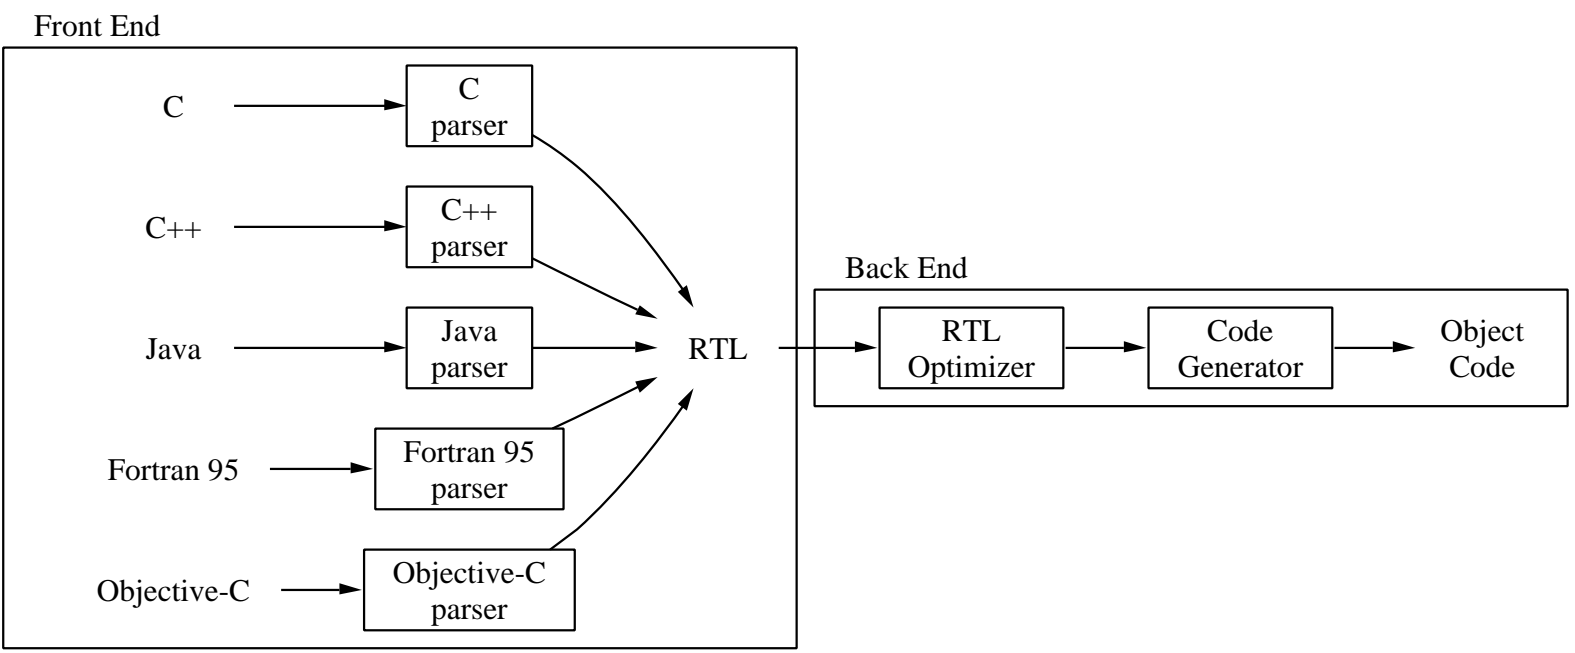 Front End
C
C
parser
C++
C++
parser
Java
Java
parser
RTL
Fortran 95
Fortran 95
parser
Objective-C
Objective-C
parser
Back End
RTL
Optimizer
Code
Generator
Object
Code